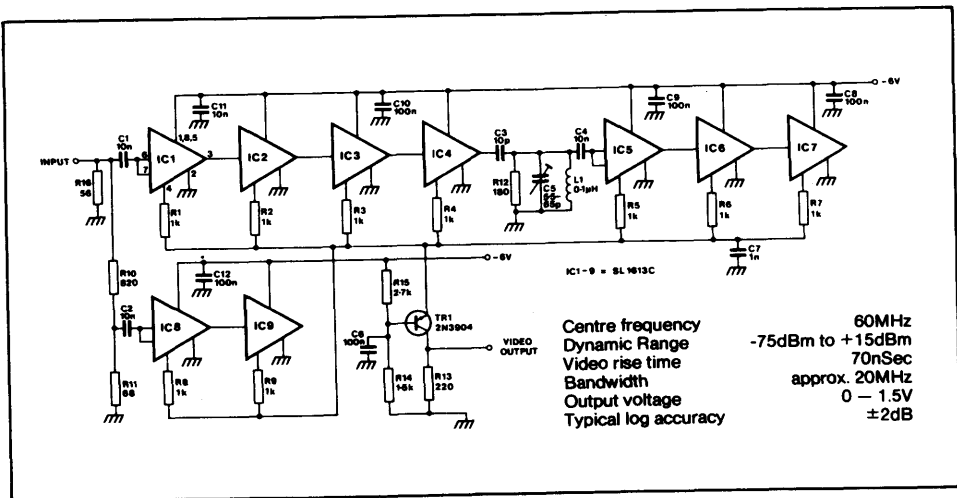 -6V
C11
10n
C10
100n
C9
100n
C8
100n
C1
10n
1,8,5
INPUT
6
7
IC1
3
2
4
IC2
IC3
IC4
C3
10p
C4
10n
IC5
IC6
IC7
R16
56
R12
180
C5
65p
L1
0·1μH
R1
1k
R2
1k
R3
1k
R4
1k
R5
1k
R6
1k
R7
1k
C7
1n
R10
820
C12
100n
-6V
IC1-9 = SL1613C
C2
10n
IC8
IC9
R15
2·7k
TR1
2N3904
C6
100n
VIDEO
OUTPUT
R11
R8
1k
R9
1k
R14
1·5k
R13
220
Centre frequency 60MHz
Dynamic Range -75dBm to +15dBm
Video rise time 70nSec
Bandwidth approx. 20MHz
Output voltage 0 – 1.5V
Typical log accuracy ±2dB